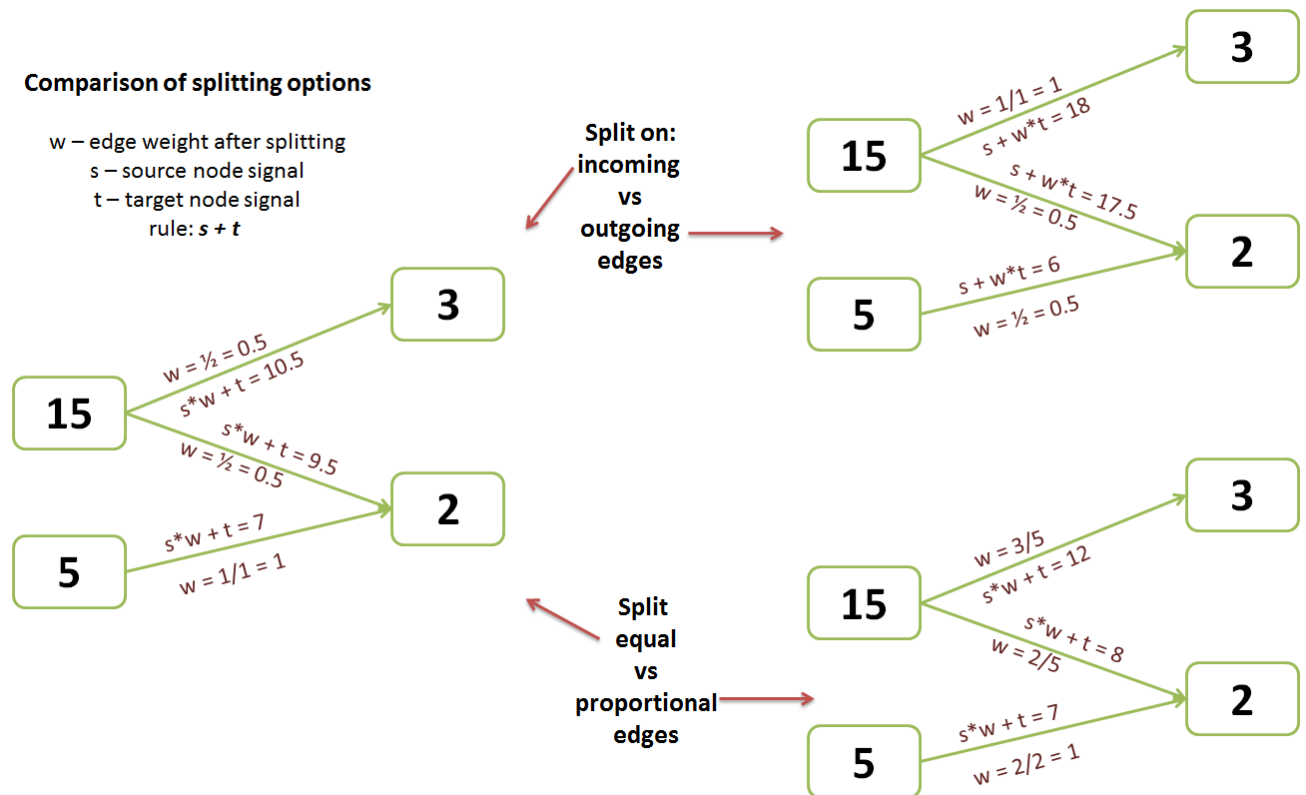 Comparison of splitting options
w – edge weight after splitting
s – source node signal
t – target node signal
rule: s + t
15
5
3
2
w = ½ = 0.5
s*w + t = 10.5
s*w + t = 9.5
w = ½ = 0.5
s*w + t = 7
w = 1/1 = 1
Split on:
incoming
vs
outgoing
edges
15
5
3
2
w = 1/1 = 1
s + w*t = 18
s + w*t = 17.5
w = ½ = 0.5
s + w*t = 6
w = ½ = 0.5
Split
equal
vs
proportional
edges
15
5
3
2
w = 3/5
s*w + t = 12
s*w + t = 8
w = 2/5
s*w + t = 7
w = 2/2 = 1